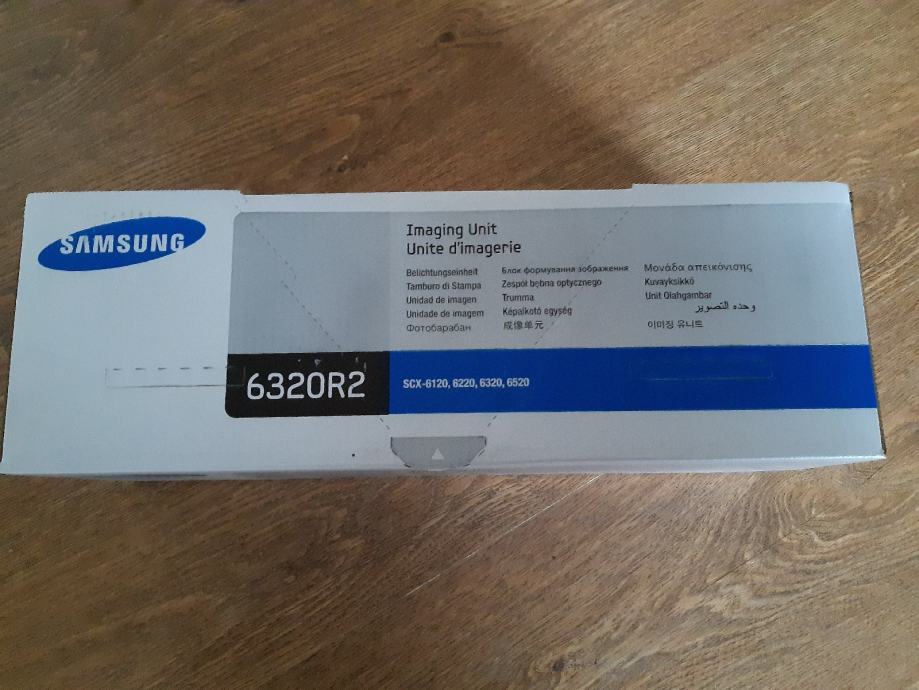 SAMSUNG
Imaging Unit
Unite d'imagerie
Belichtungseinheit
Tamburo di Stampa
Unidad de imagen
Unidade de imagem
Фотобарабан
Блок формування зображення
Zespół bębna optycznego
Trumma
Képalkotó egység
成像单元
Μονάδα απεικόνισης
Kuvayksikkö
Unit Olahgambar
وحده التصوير
이미징 유니트
6320R2
SCX-6120, 6220, 6320, 6520